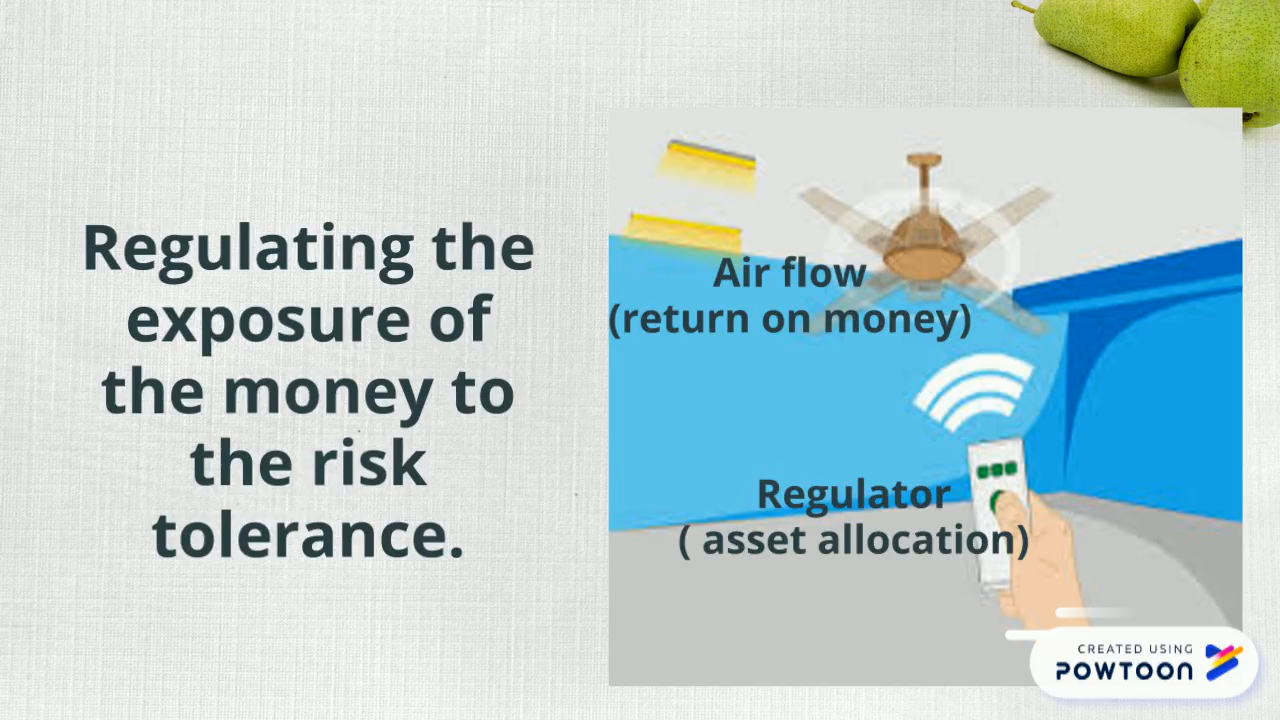 Regulating the
exposure of
the money to
the risk
tolerance.
Air flow
(return on money)
Regulator
( asset allocation)
CREATED USING
POWTOON